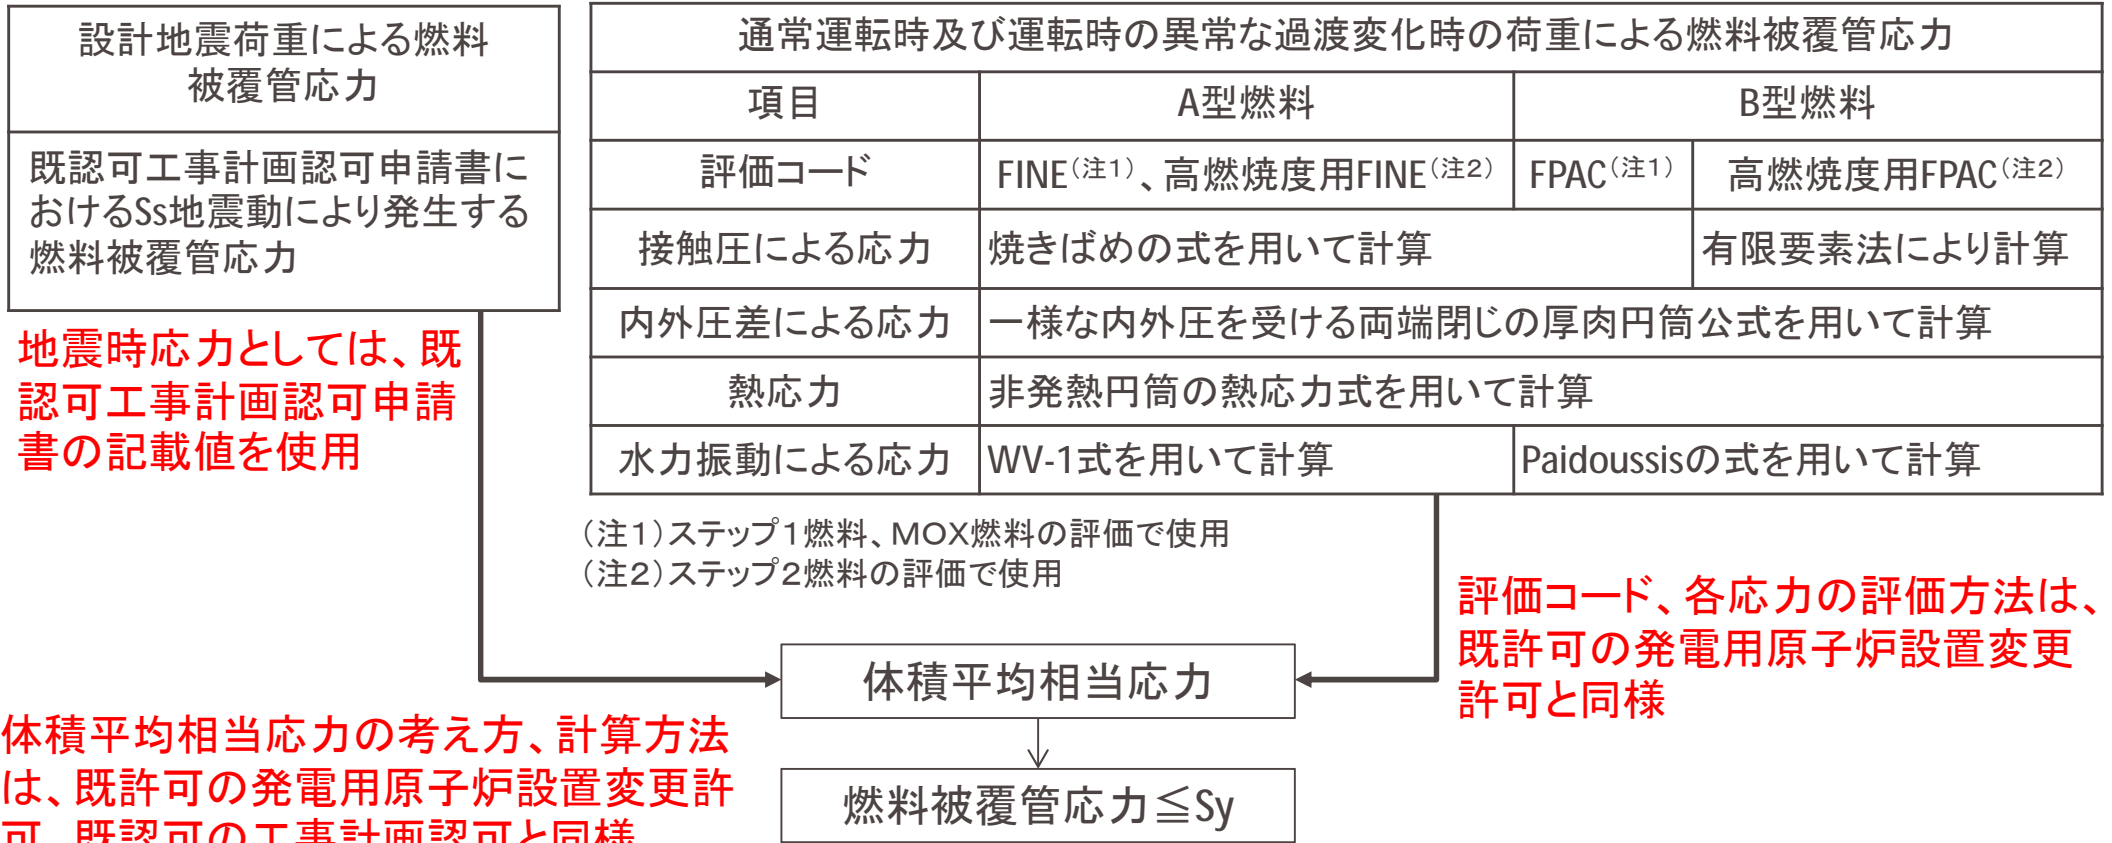 設計地震荷重による燃料
被覆管応力
既認可工事計画認可申請書に
おけるSs地震動により発生する
燃料被覆管応力
地震時応力としては、既
認可工事計画認可申請
書の記載値を使用
通常運転時及び運転時の異常な過渡変化時の荷重による燃料被覆管応力
項目 A型燃料 B型燃料
評価コード FINE(注1)、高燃焼度用FINE(注2) FPAC(注1) 高燃焼度用FPAC(注2)
接触圧による応力 焼きばめの式を用いて計算 有限要素法により計算
内外圧差による応力 一様な内外圧を受ける両端閉じの厚肉円筒公式を用いて計算
熱応力 非発熱円筒の熱応力式を用いて計算
水力振動による応力 WV-1式を用いて計算 Paidoussisの式を用いて計算
(注1)ステップ1燃料、MOX燃料の評価で使用
(注2)ステップ2燃料の評価で使用
評価コード、各応力の評価方法は、
既許可の発電用原子炉設置変更
許可と同様
体積平均相当応力
体積平均相当応力の考え方、計算方法
は、既許可の発電用原子炉設置変更許
可、既認可の工事計画認可と同様
燃料被覆管応力≦Sy